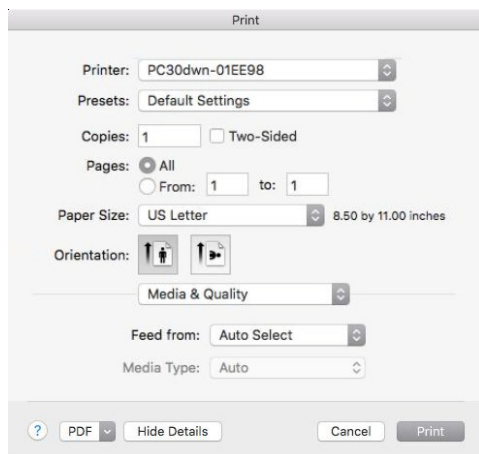 Print
Printer: PC30dwn-01EE98
Presets: Default Settings
Copies: 1 Two-Sided
Pages: All
From: 1 to: 1
Paper Size: US Letter 8.50 by 11.00 inches
Orientation:
Media & Quality
Feed from: Auto Select
Media Type: Auto
? PDF Hide Details Cancel Print